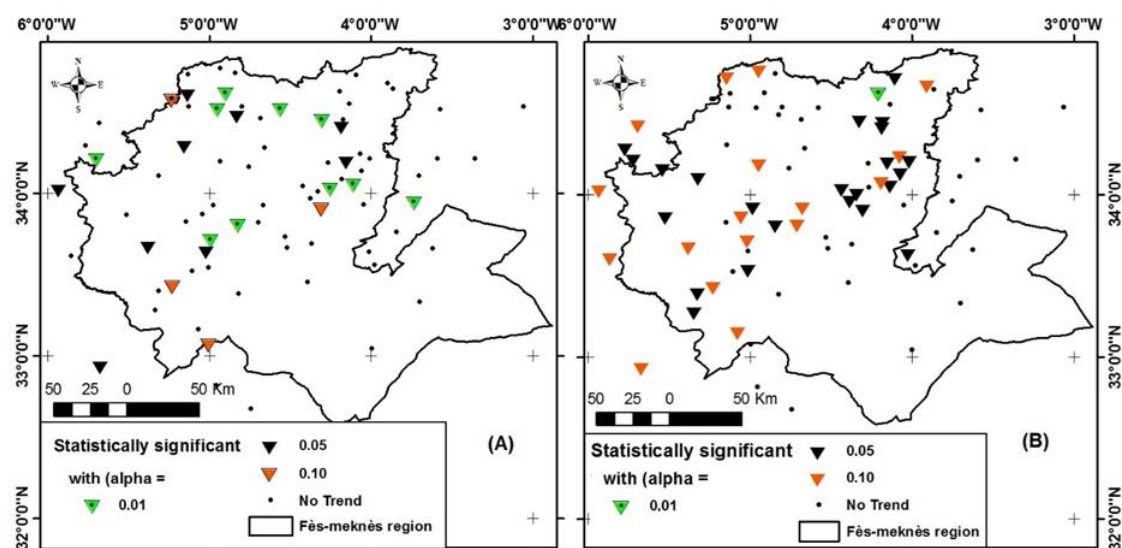 6°0'0"W 5°0'0"W 4°0'0"W 3°0'0"W
N
W E
S
34°0'0"N
33°0'0"N
32°0'0"N
50 25 0 50 Km
Statistically significant
with (alpha =
0.01
0.05
0.10
No Trend
Fès-meknès region
(A)
6°0'0"W 5°0'0"W 4°0'0"W 3°0'0"W
N
W E
S
34°0'0"N
33°0'0"N
32°0'0"N
50 25 0 50 Km
Statistically significant
with (alpha =
0.01
0.05
0.10
No Trend
Fès-meknès region
(B)